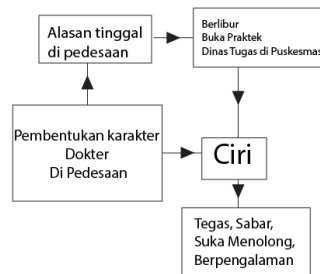 Alasan tinggal
di pedesaan
Berlibur
Buka Praktek
Dinas Tugas di Puskesmas
Pembentukan karakter
Dokter
Di Pedesaan
Ciri
Tegas, Sabar,
Suka Menolong,
Berpengalaman